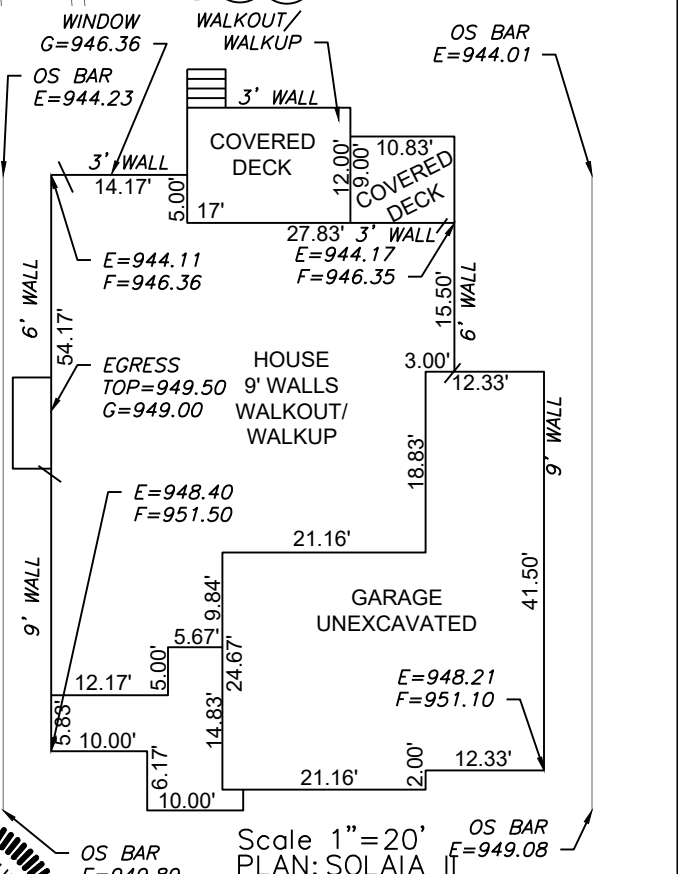 WINDOW
G=946.36
WALKOUT/
WALKUP
OS BAR
E=944.01
OS BAR
E=944.23
3' WALL
COVERED
DECK
12.00'
9.00'
10.83'
COVERED
DECK
3' WALL
14.17'
5.00'
17'
27.83'
3' WALL
E=944.11
F=946.36
E=944.17
F=946.35
6' WALL
54.17'
15.50'
6' WALL
EGRESS
TOP=949.50
G=949.00
HOUSE
9' WALLS
WALKOUT/
WALKUP
3.00'
12.33'
9' WALL
18.83'
E=948.40
F=951.50
21.16'
9' WALL
9.84'
GARAGE
UNEXCAVATED
41.50'
5.67'
5.00'
24.67'
12.17'
E=948.21
F=951.10
5.83'
14.83'
10.00'
6.17'
2.00'
12.33'
21.16'
10.00'
Scale 1"=20'
PLAN: SOLAIA II
OS BAR
E=949.08
OS BAR